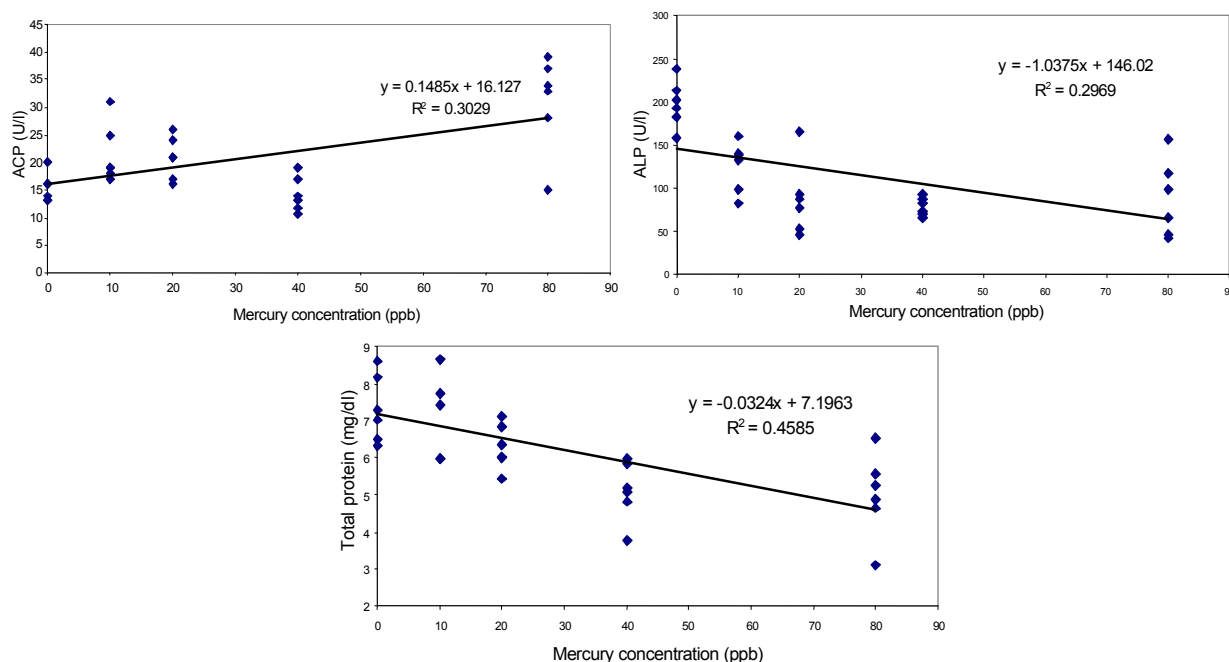 45
40
35
30
25
20
15
10
5
0
ACP (U/l)
y = 0.1485x + 16.127
R² = 0.3029
0 10 20 30 40 50 60 70 80 90
Mercury concentration (ppb)
300
250
200
150
100
50
0
ALP (U/l)
y = -1.0375x + 146.02
R² = 0.2969
0 10 20 30 40 50 60 70 80 90
Mercury concentration (ppb)
9
8
7
6
5
4
3
2
Total protein (mg/dl)
y = -0.0324x + 7.1963
R² = 0.4585
0 10 20 30 40 50 60 70 80 90
Mercury concentration (ppb)